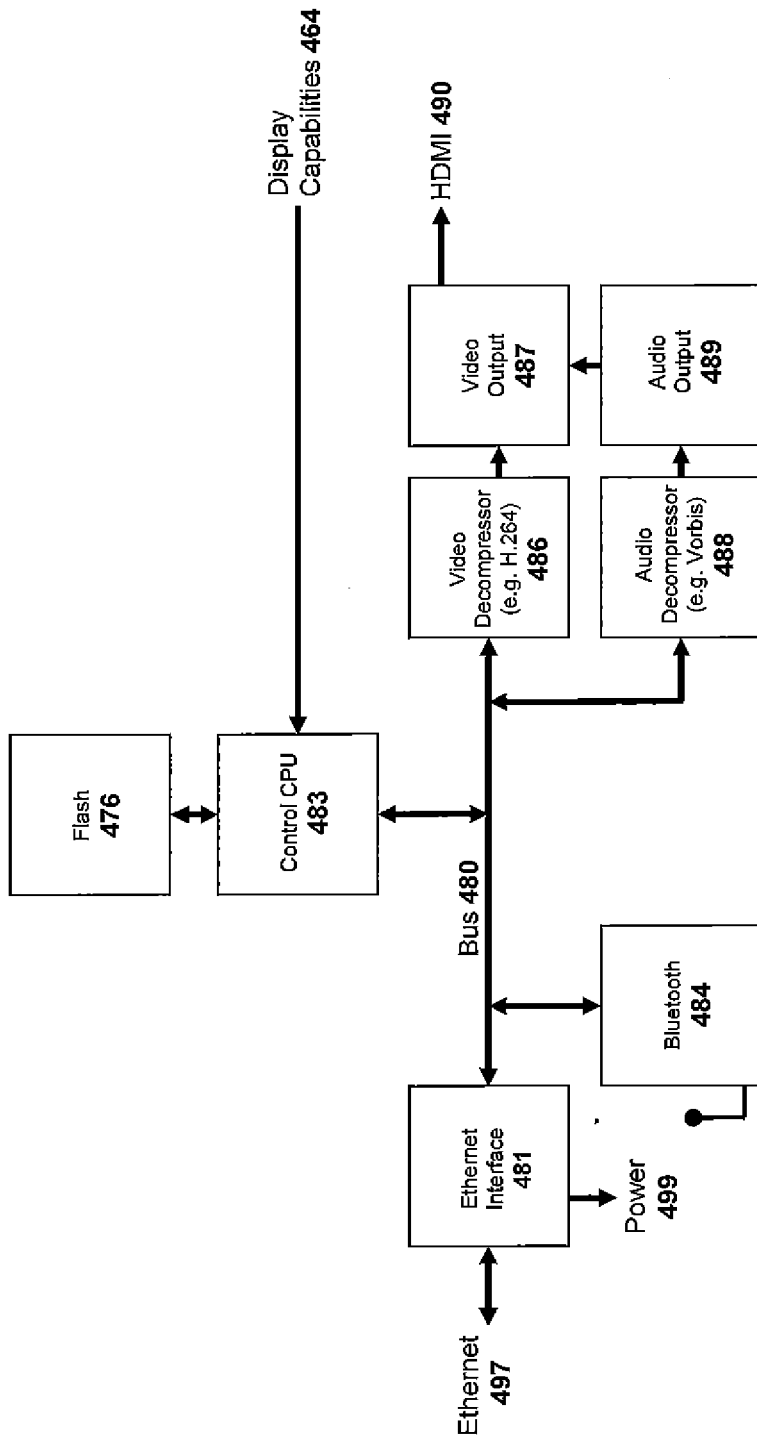 Flash
476
Control CPU
483
Display
Capabilities 464
Bus 480
Ethernet
497
Ethernet
Interface
481
Power
499
Bluetooth
484
Video
Decompressor
(e.g. H.264)
486
Video
Output
487
HDMI 490
Audio
Decompressor
(e.g. Vorbis)
488
Audio
Output
489